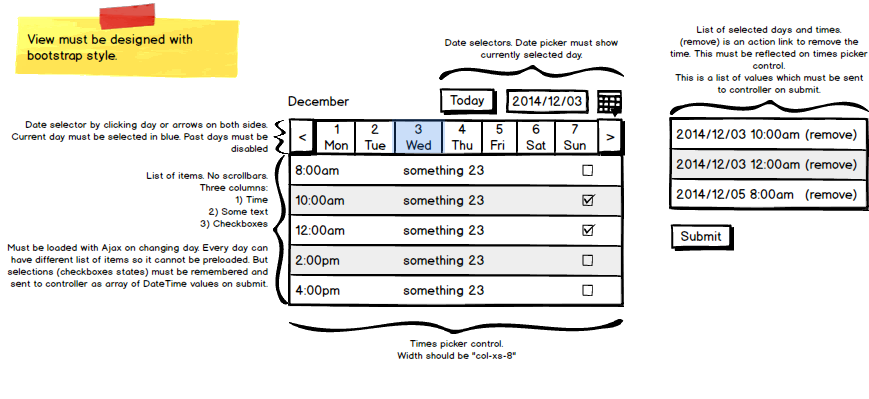 View must be designed with
bootstrap style.
Date selectors. Date picker must show
currently selected day.
List of selected days and times.
(remove) is an action link to remove the
time. This must be reflected on times picker
control.
This is a list of values which must be sent
to controller on submit.
December
Today
2014/12/03
Date selector by clicking day or arrows on both sides.
Current day must be selected in blue. Past days must be
disabled
< 1 2 3 4 5 6 7 >
Mon Tue Wed Thu Fri Sat Sun
2014/12/03 10:00am (remove)
2014/12/03 12:00am (remove)
2014/12/05 8:00am (remove)
Submit
List of items. No scrollbars.
Three columns:
1) Time
2) Some text
3) Checkboxes
Must be loaded with Ajax on changing day. Every day can
have different list of items so it cannot be preloaded. But
selections (checkboxes states) must be remembered and
sent to controller as array of DateTime values on submit.
8:00am something 23
10:00am something 23
12:00am something 23
2:00pm something 23
4:00pm something 23
Times picker control.
Width should be "col-xs-8"